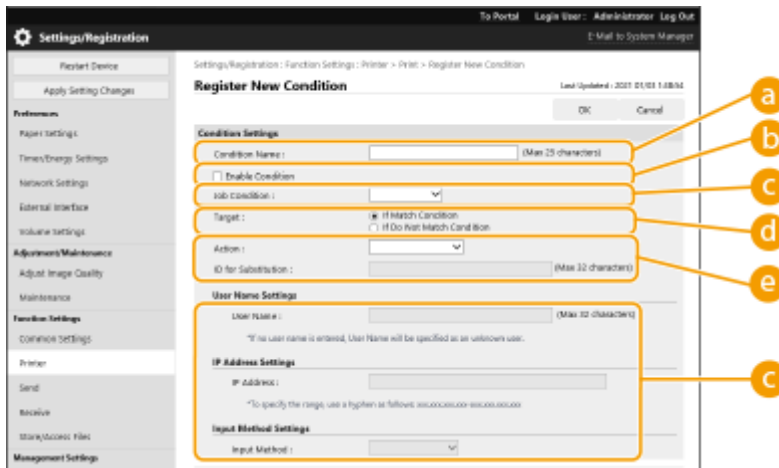 To Portal Login User : Administrator Log Out
Settings/Registration
E-Mail to System Manager
Restart Device
Apply Setting Changes
Preferences
Paper Settings
Times/Energy Settings
Network Settings
External Interface
Volume Settings
Adjustment/Maintenance
Adjust Image Quality
Maintenance
Function Settings
Common Settings
Printer
Send
Receive
Store/Access Files
Management Settings
Settings/Registration : Function Settings : Printer > Print > Register New Condition
Register New Condition
Last Updated : 2021 01/03
OK Cancel
Condition Settings
Condition Name : (Max 25 characters)
a
Enable Condition
b
Job Condition :
c
Target : If Match Condition
If Do Not Match Condition
d
Action :
ID for Substitution : (Max 32 characters)
e
User Name Settings
User Name : (Max 32 characters)
*If no user name is entered, User Name will be specified as an unknown user.
IP Address Settings
IP Address :
*To specify the range, use a hyphen as follows:
Input Method Settings
Input Method :
c